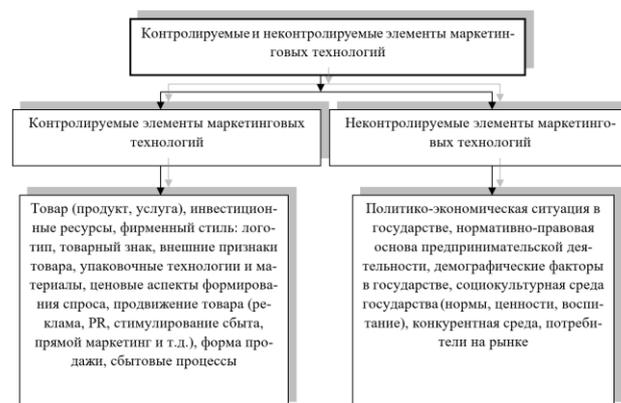 Контролируемые и неконтролируемые элементы маркетин-
говых технологий
Контролируемые элементы маркетинговых
технологий
Неконтролируемые элементы маркетинго-
вых технологий
Товар (продукт, услуга), инвестицион-
ные ресурсы, фирменный стиль: лого-
тип, товарный знак, внешние признаки
товара, упаковочные технологии и ма-
териалы, ценовые аспекты формирова-
ния спроса, продвижение товара (ре-
клама, PR, стимулирование сбыта,
прямой маркетинг и т.д.), форма про-
дажи, сбытовые процессы
Политико-экономическая ситуация в
государстве, нормативно-правовая
основа предпринимательской дея-
тельности, демографические факторы
в государстве, социокультурная среда
государства (нормы, ценности, воспи-
тание), конкурентная среда, потреби-
тели на рынке